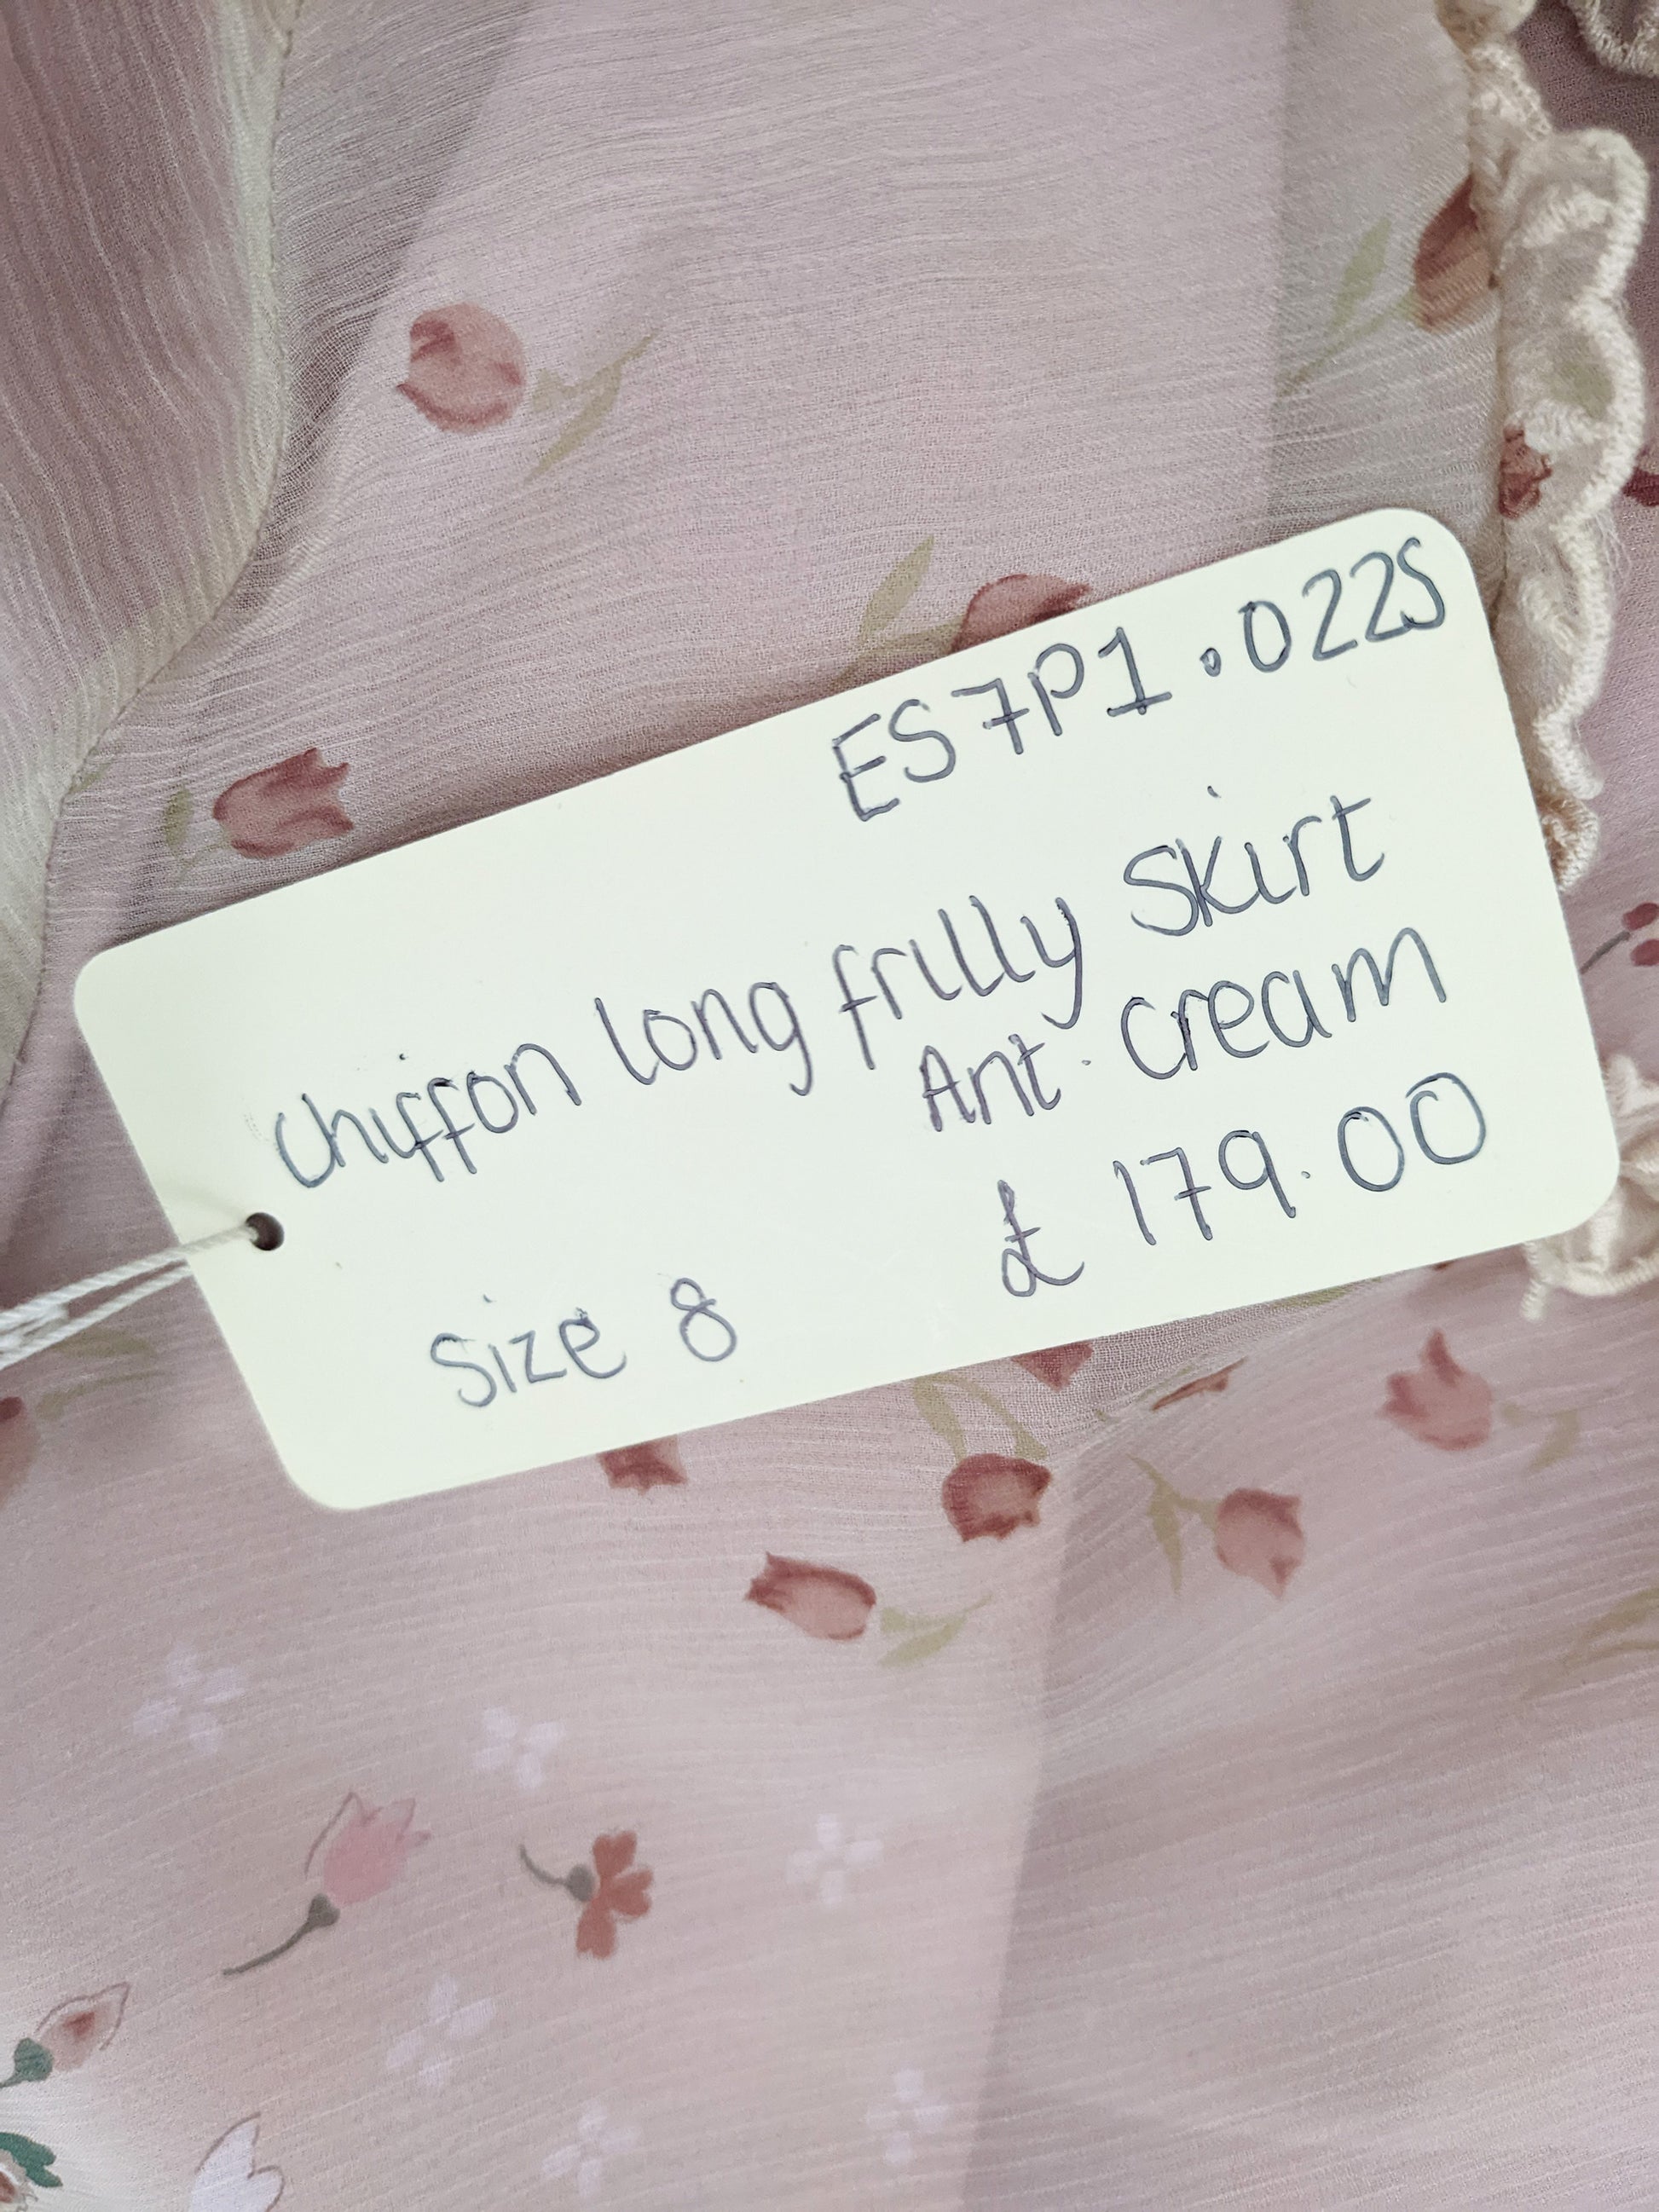 ES7P1.022S
Chiffon long frilly Skirt
Ant. Cream
£ 179.00
Size 8